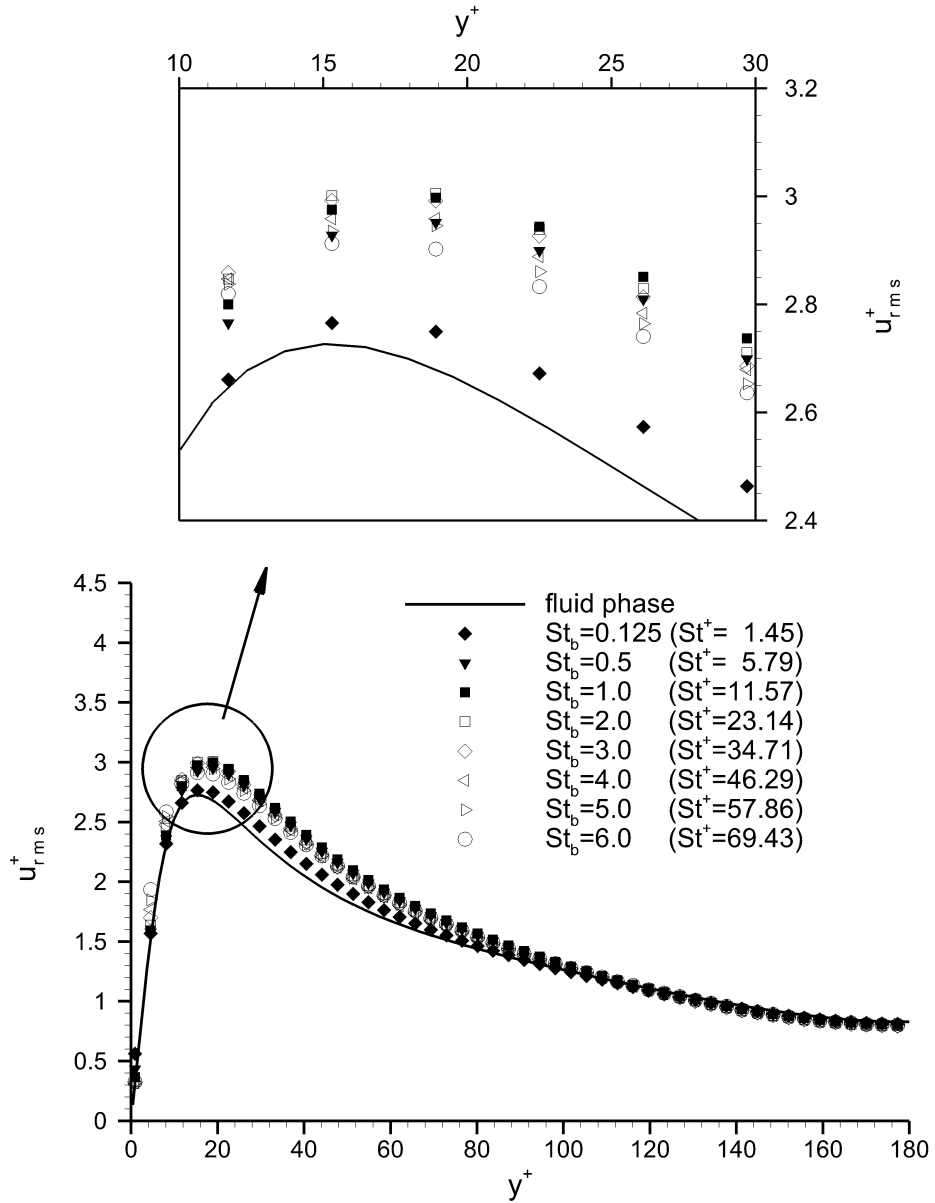 y+
10 15 20 25 30
3.2
3
2.8
2.6
2.4
u+rms
4.5
4
3.5
3
2.5
2
1.5
1
0.5
0
u+rms
fluid phase
Stb=0.125 (St+= 1.45)
Stb=0.5 (St+= 5.79)
Stb=1.0 (St+=11.57)
Stb=2.0 (St+=23.14)
Stb=3.0 (St+=34.71)
Stb=4.0 (St+=46.29)
Stb=5.0 (St+=57.86)
Stb=6.0 (St+=69.43)
0 20 40 60 80 100 120 140 160 180
y+